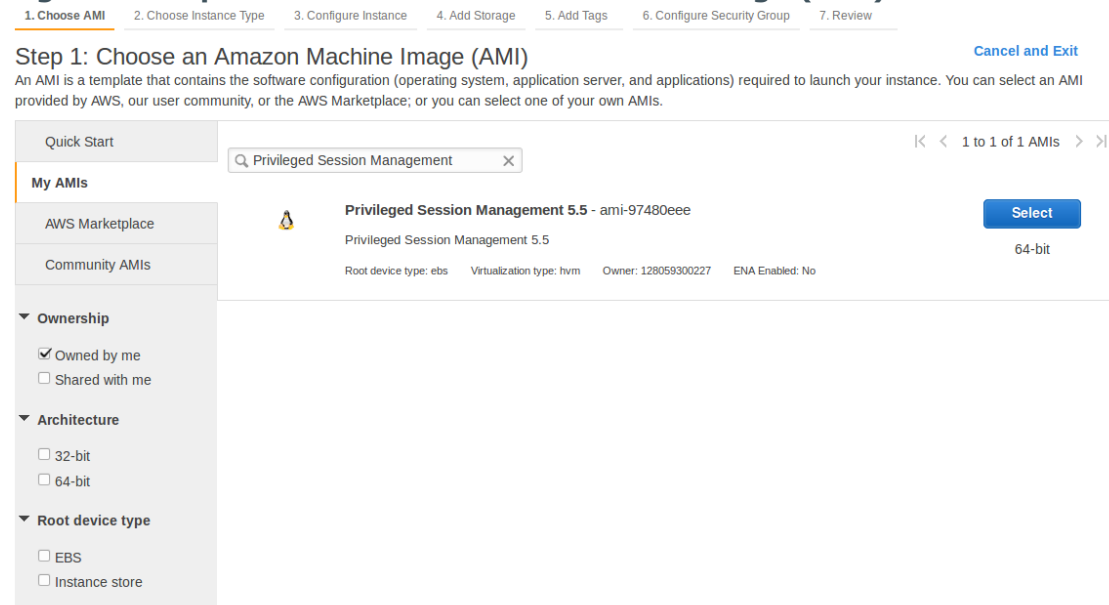 1. Choose AMI 2. Choose Instance Type 3. Configure Instance 4. Add Storage 5. Add Tags 6. Configure Security Group 7. Review
Step 1: Choose an Amazon Machine Image (AMI)
Cancel and Exit
An AMI is a template that contains the software configuration (operating system, application server, and applications) required to launch your instance. You can select an AMI
provided by AWS, our user community, or the AWS Marketplace; or you can select one of your own AMIs.
Quick Start
My AMIs
AWS Marketplace
Community AMIs
Ownership
Owned by me
Shared with me
Architecture
32-bit
64-bit
Root device type
EBS
Instance store
Privileged Session Management
1 to 1 of 1 AMIs
Privileged Session Management 5.5 - ami-97480eee
Privileged Session Management 5.5
Root device type: ebs Virtualization type: hvm Owner: 128059300227 ENA Enabled: No
Select
64-bit